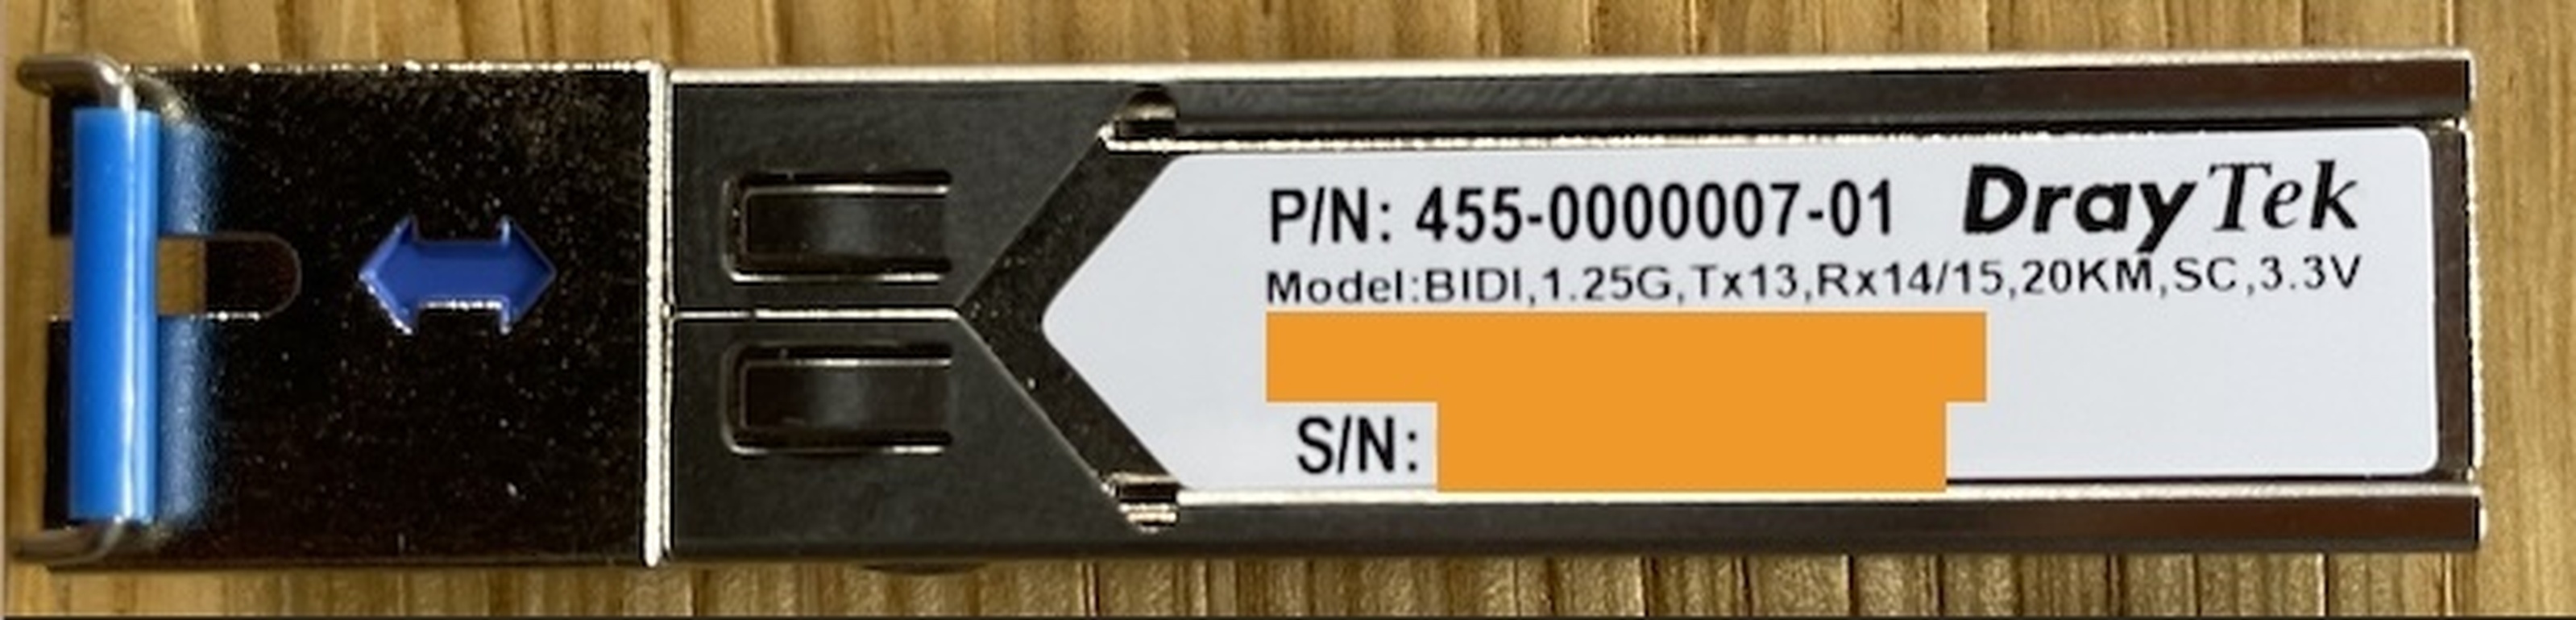 P/N: 455-0000007-01 DrayTek
Model:BIDI,1.25G,Tx13,Rx14/15,20KM,SC,3.3V
S/N: